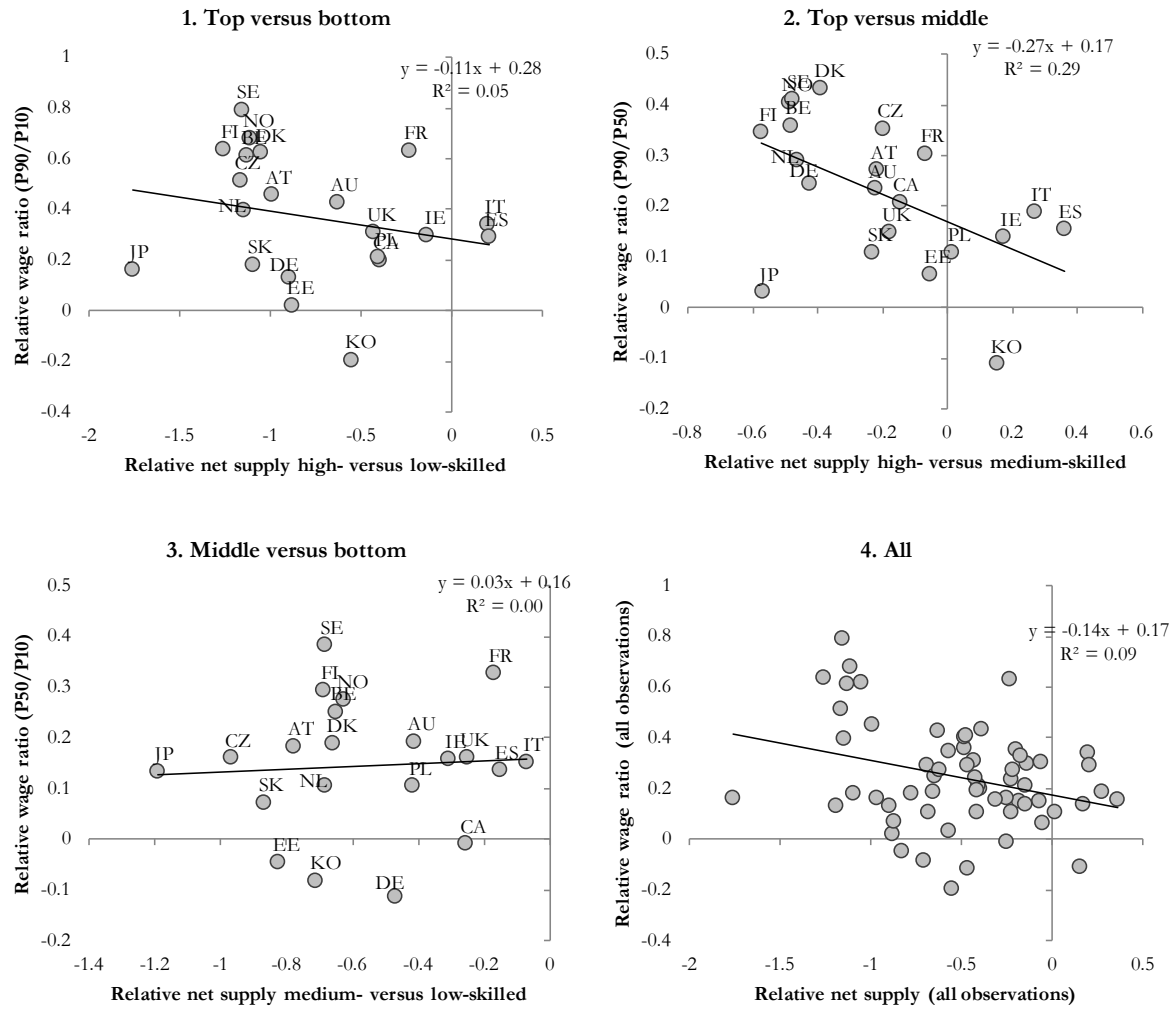 1. Top versus bottom
y = -0.11x + 0.28
R² = 0.05
Relative wage ratio (P90/P10)
1
0.8
0.6
0.4
0.2
0
-0.2
-0.4
SE
NO
FI
BE
DK
CZ
FR
AT
NL
AU
UK
IE
IT
ES
PL
CA
JP
SK
DE
EE
KO
-2
-1.5
-1
-0.5
0
0.5
Relative net supply high- versus low-skilled
2. Top versus middle
y = -0.27x + 0.17
R² = 0.29
Relative wage ratio (P90/P50)
0.5
0.4
0.3
0.2
0.1
0
-0.1
-0.2
SE
NO
DK
FI
BE
CZ
FR
NL
DE
AT
AU
CA
UK
SK
IT
ES
IE
PL
EE
JP
KO
-0.8
-0.6
-0.4
-0.2
0
0.2
0.4
0.6
Relative net supply high- versus medium-skilled
3. Middle versus bottom
y = 0.03x + 0.16
R² = 0.00
Relative wage ratio (P50/P10)
0.5
0.4
0.3
0.2
0.1
0
-0.1
-0.2
SE
FR
FI
NO
BE
DK
AT
CZ
JP
AU
IE
UK
ES
IT
NL
PL
SK
CA
EE
KO
DE
-1.4
-1.2
-1
-0.8
-0.6
-0.4
-0.2
0
Relative net supply medium- versus low-skilled
4. All
y = -0.14x + 0.17
R² = 0.09
Relative wage ratio (all observations)
1
0.8
0.6
0.4
0.2
0
-0.2
-0.4
-2
-1.5
-1
-0.5
0
0.5
Relative net supply (all observations)